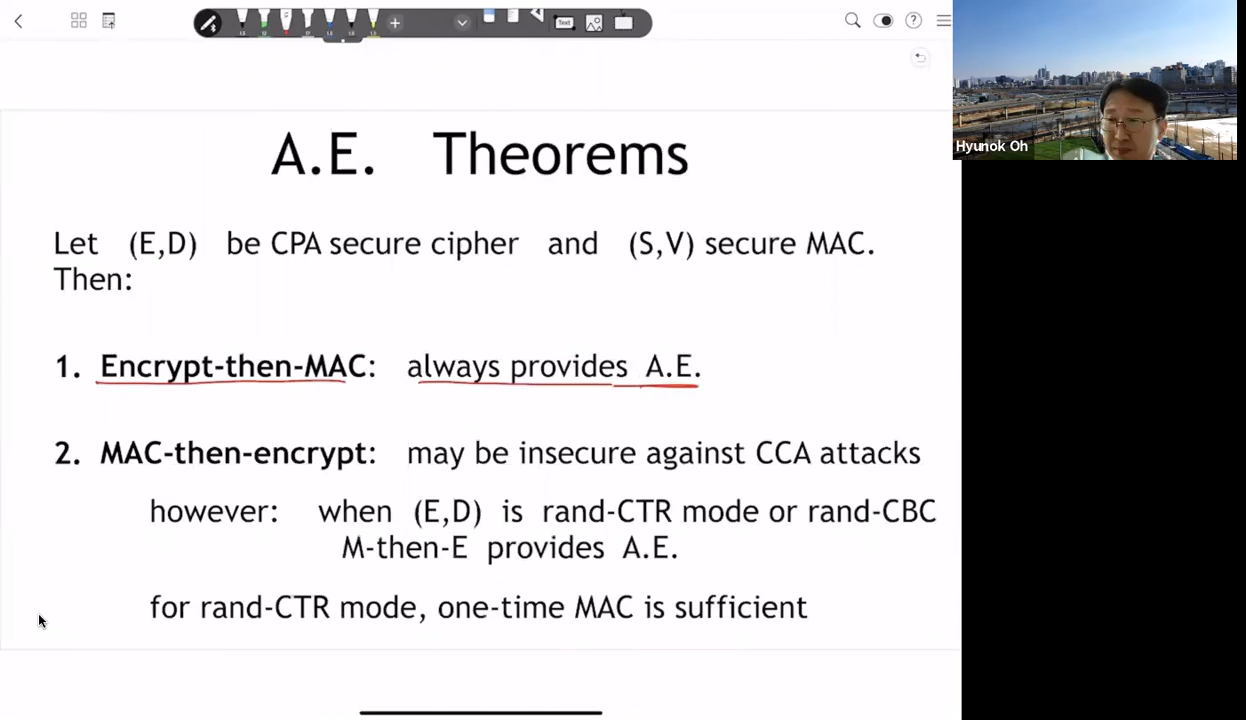 Text
Hyunok Oh
A.E. Theorems
Let (E,D) be CPA secure cipher and (S,V) secure MAC.
Then:
1. Encrypt-then-MAC: always provides A.E.
2. MAC-then-encrypt: may be insecure against CCA attacks
however: when (E,D) is rand-CTR mode or rand-CBC
M-then-E provides A.E.
for rand-CTR mode, one-time MAC is sufficient